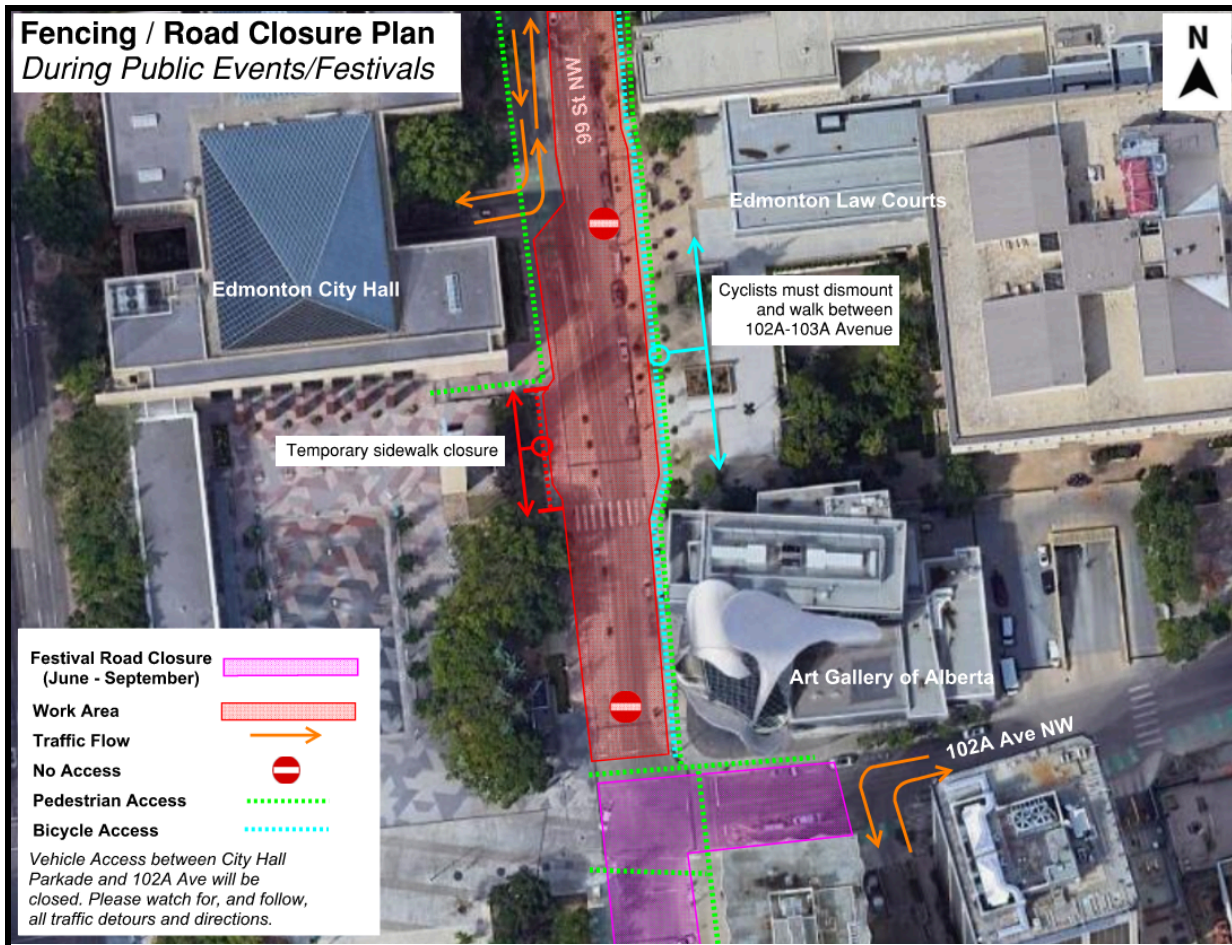 Fencing / Road Closure Plan
During Public Events/Festivals
N
99 St NW
Edmonton Law Courts
Edmonton City Hall
Cyclists must dismount
and walk between
102A-103A Avenue
Temporary sidewalk closure
Art Gallery of Alberta
102A Ave NW
Festival Road Closure
(June - September)
Work Area
Traffic Flow
No Access
Pedestrian Access
Bicycle Access
Vehicle Access between City Hall
Parkade and 102A Ave will be
closed. Please watch for, and follow,
all traffic detours and directions.